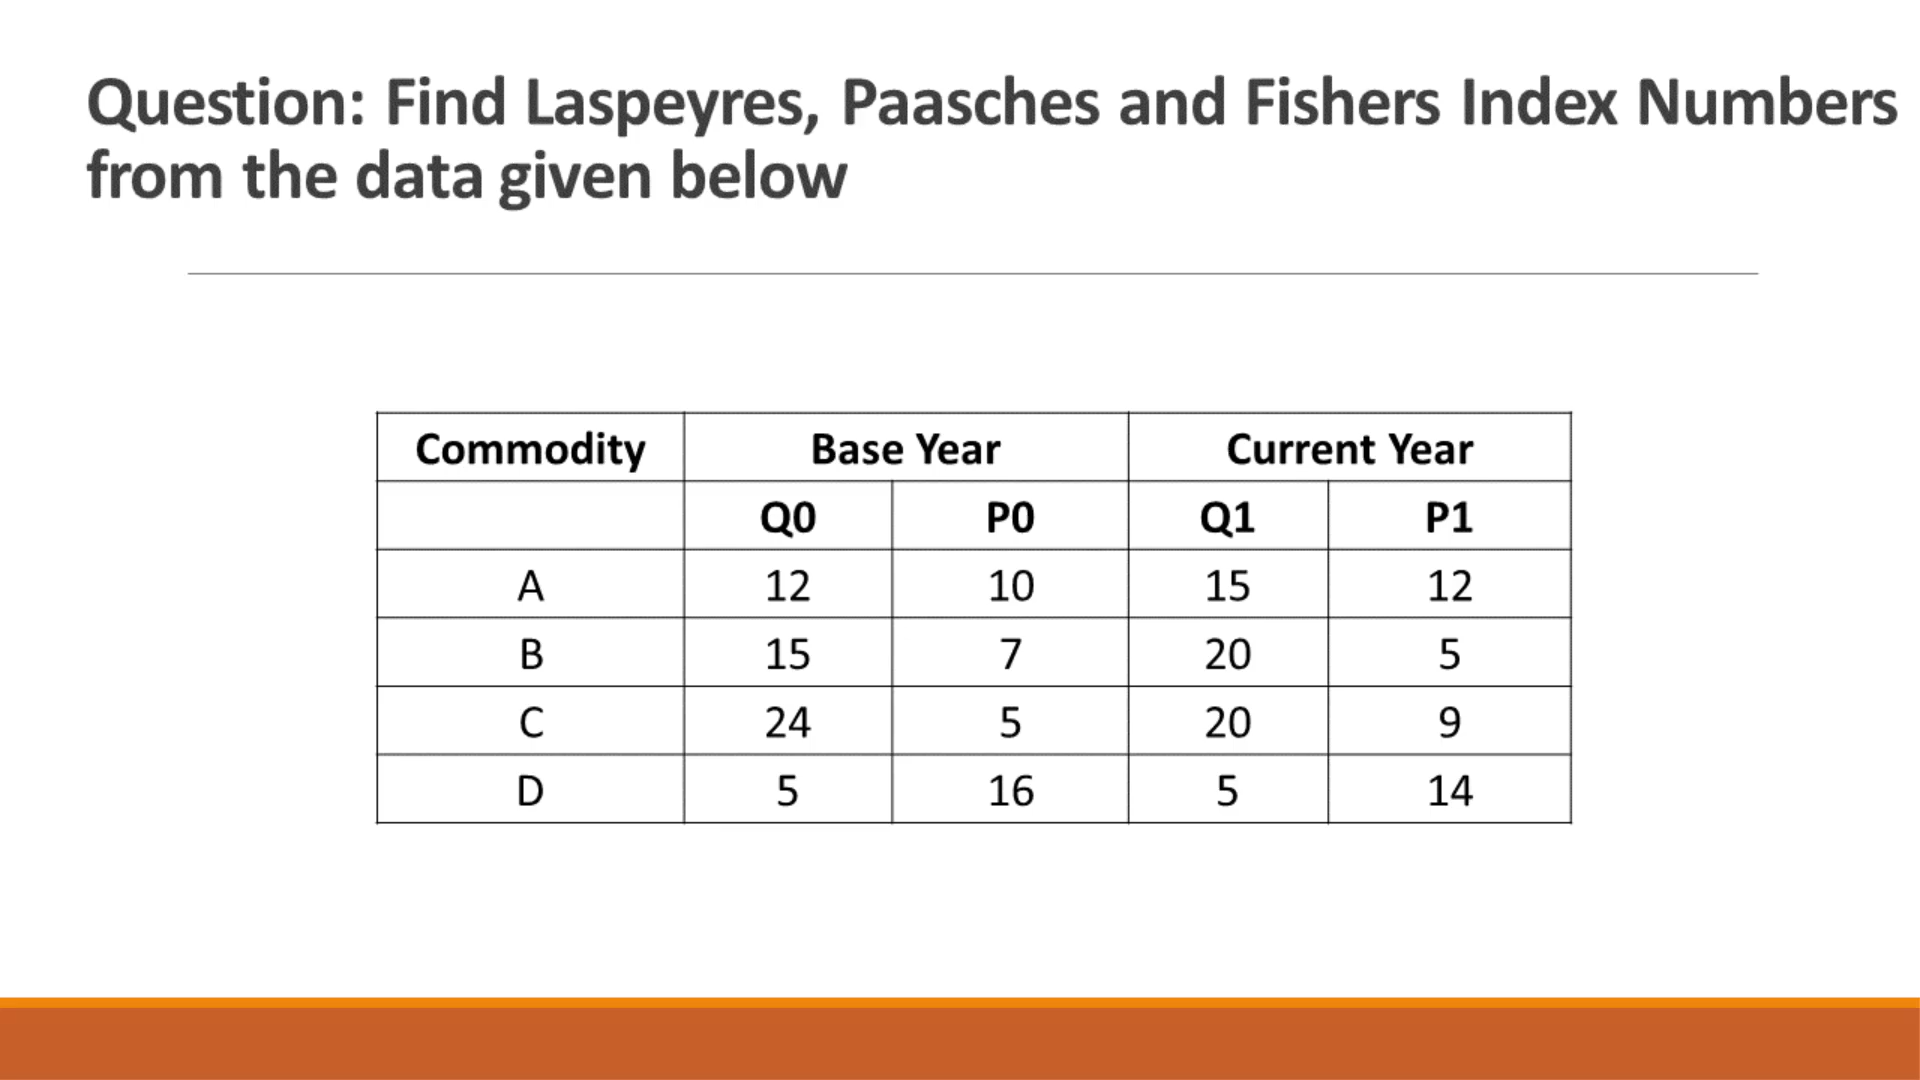 Question: Find Laspeyres, Paasches and Fishers Index Numbers
from the data given below
Commodity Base Year Current Year
Q0 P0 Q1 P1
A 12 10 15 12
B 15 7 20 5
C 24 5 20 9
D 5 16 5 14